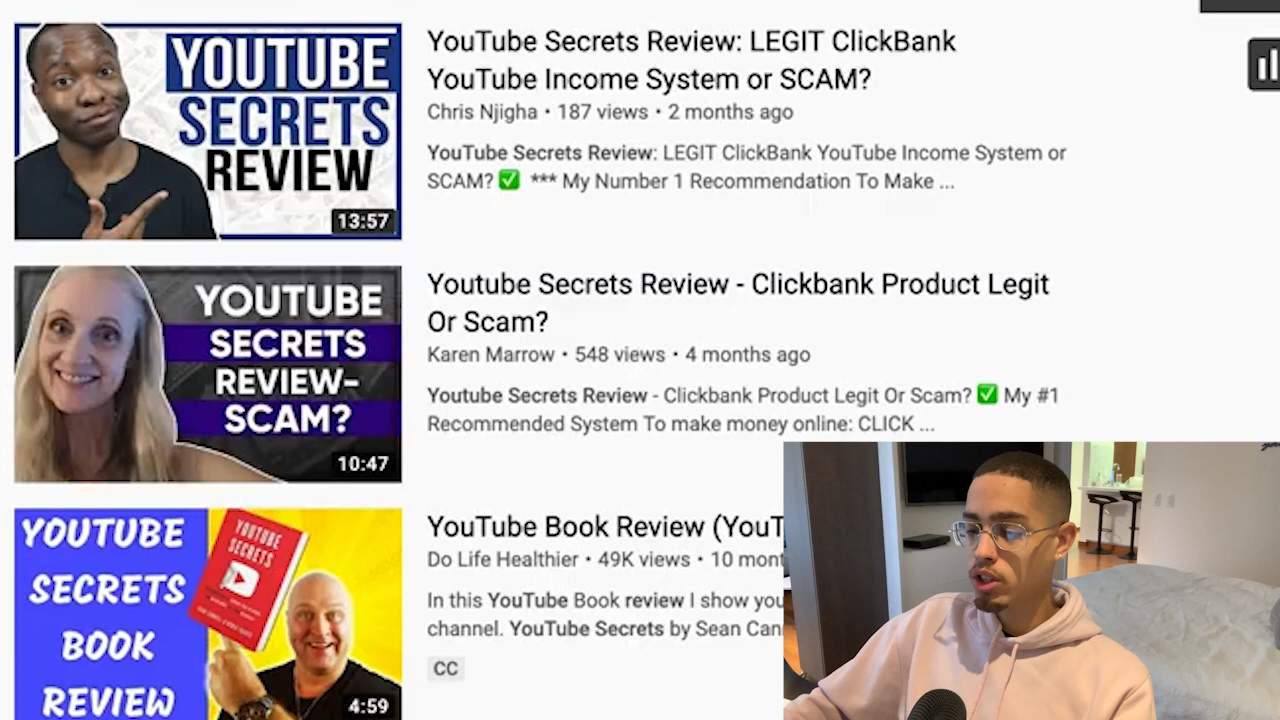 YOUTUBE
SECRETS
REVIEW
13:57
YouTube Secrets Review: LEGIT ClickBank
YouTube Income System or SCAM?
Chris Njigha • 187 views • 2 months ago
YouTube Secrets Review: LEGIT ClickBank YouTube Income System or
SCAM? ✅ *** My Number 1 Recommendation To Make ...
YOUTUBE
SECRETS
REVIEW-
SCAM?
10:47
Youtube Secrets Review - Clickbank Product Legit
Or Scam?
Karen Marrow • 548 views • 4 months ago
Youtube Secrets Review - Clickbank Product Legit Or Scam? ✅ My #1
Recommended System To make money online: CLICK ...
YOUTUBE
SECRETS
BOOK
REVIEW
YOUTUBE
SECRETS
4:59
YouTube Book Review (YouT
Do Life Healthier • 49K views • 10 mont
In this YouTube Book review I show you
channel. YouTube Secrets by Sean Can
CC